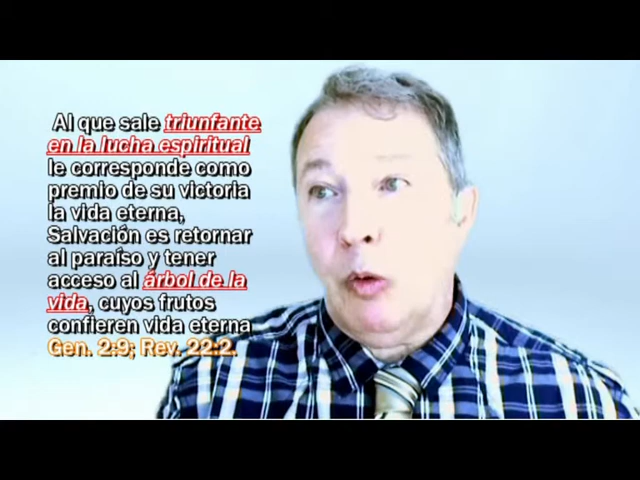 Al que sale triunfante
en la lucha espiritual
le corresponde como
premio de su victoria
la vida eterna,
Salvación es retornar
al paraíso y tener
acceso al árbol de la
vida, cuyos frutos
confieren vida eterna
Gen. 2:9; Rev. 22:2.